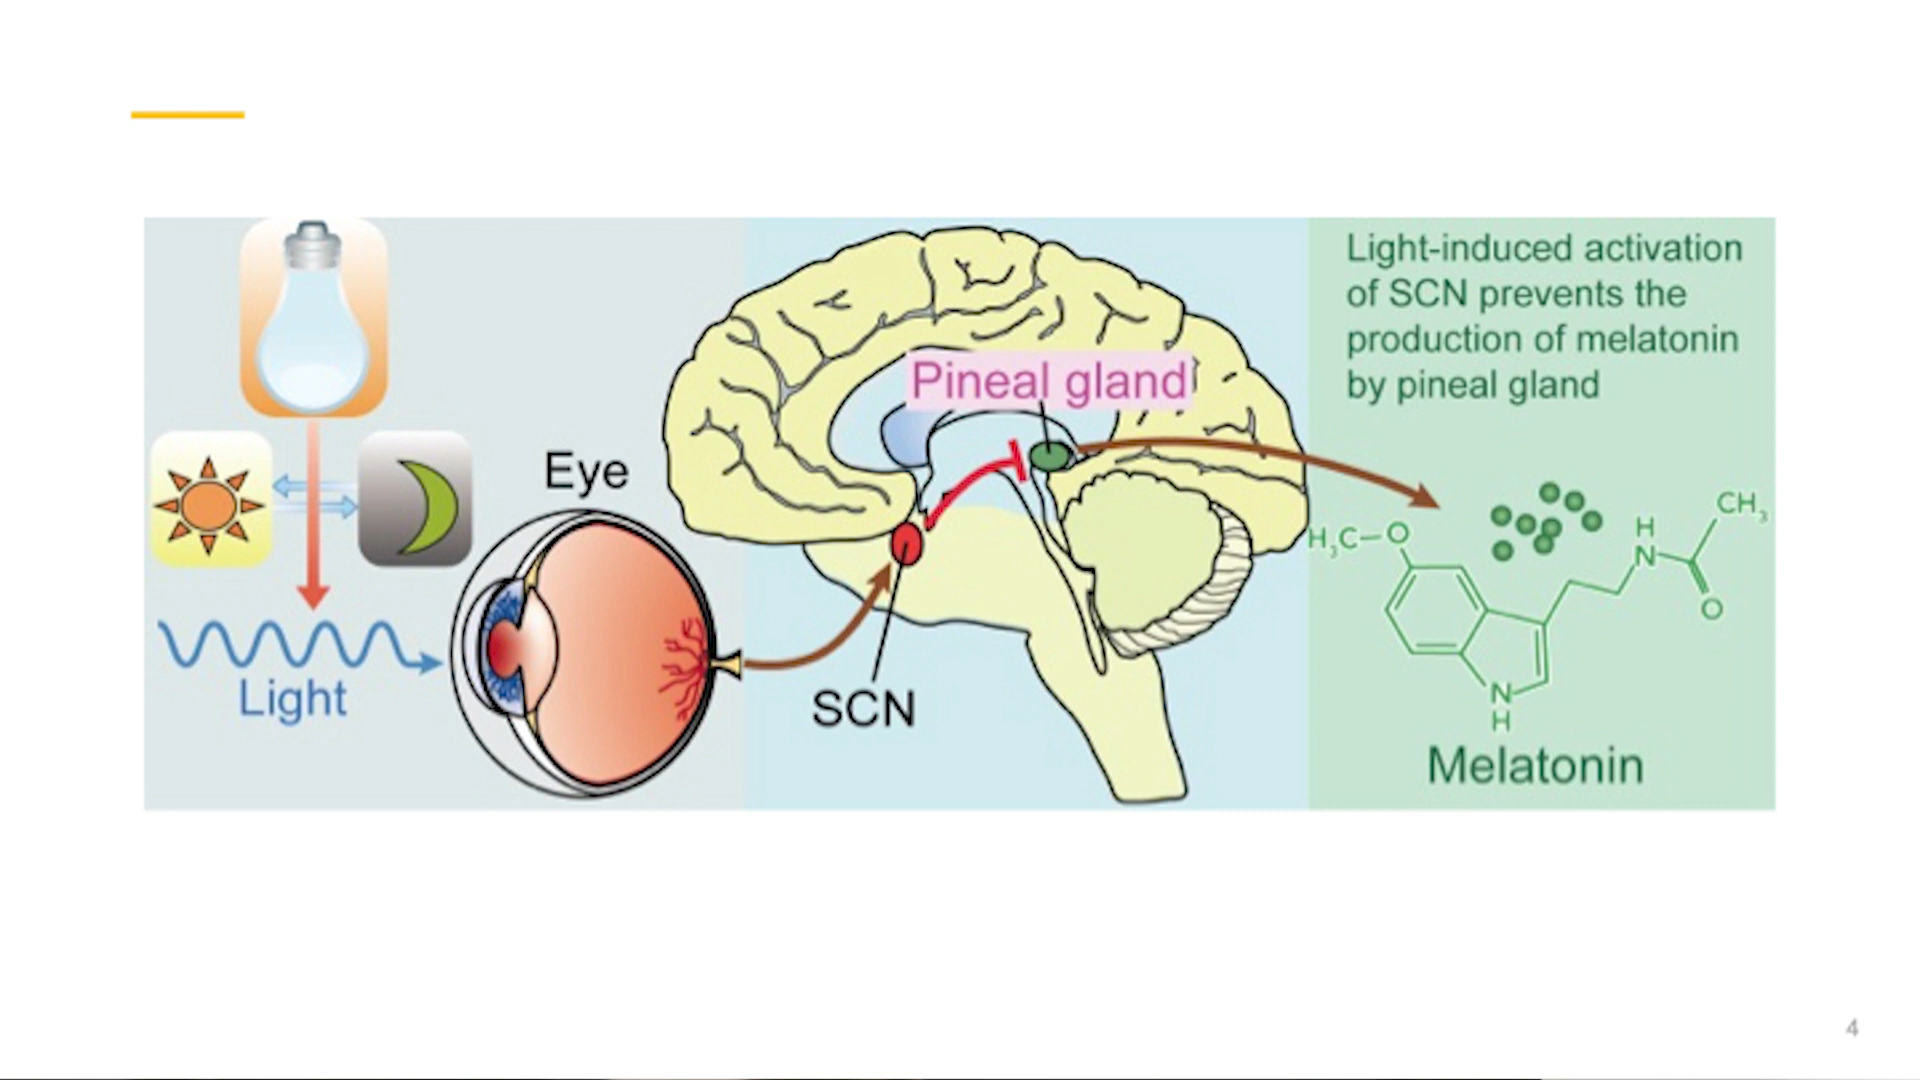 Light-induced activation
of SCN prevents the
production of melatonin
by pineal gland
Pineal gland
Eye
Light
SCN
H₃C
O
H
N
CH₃
O
N
H
Melatonin
4